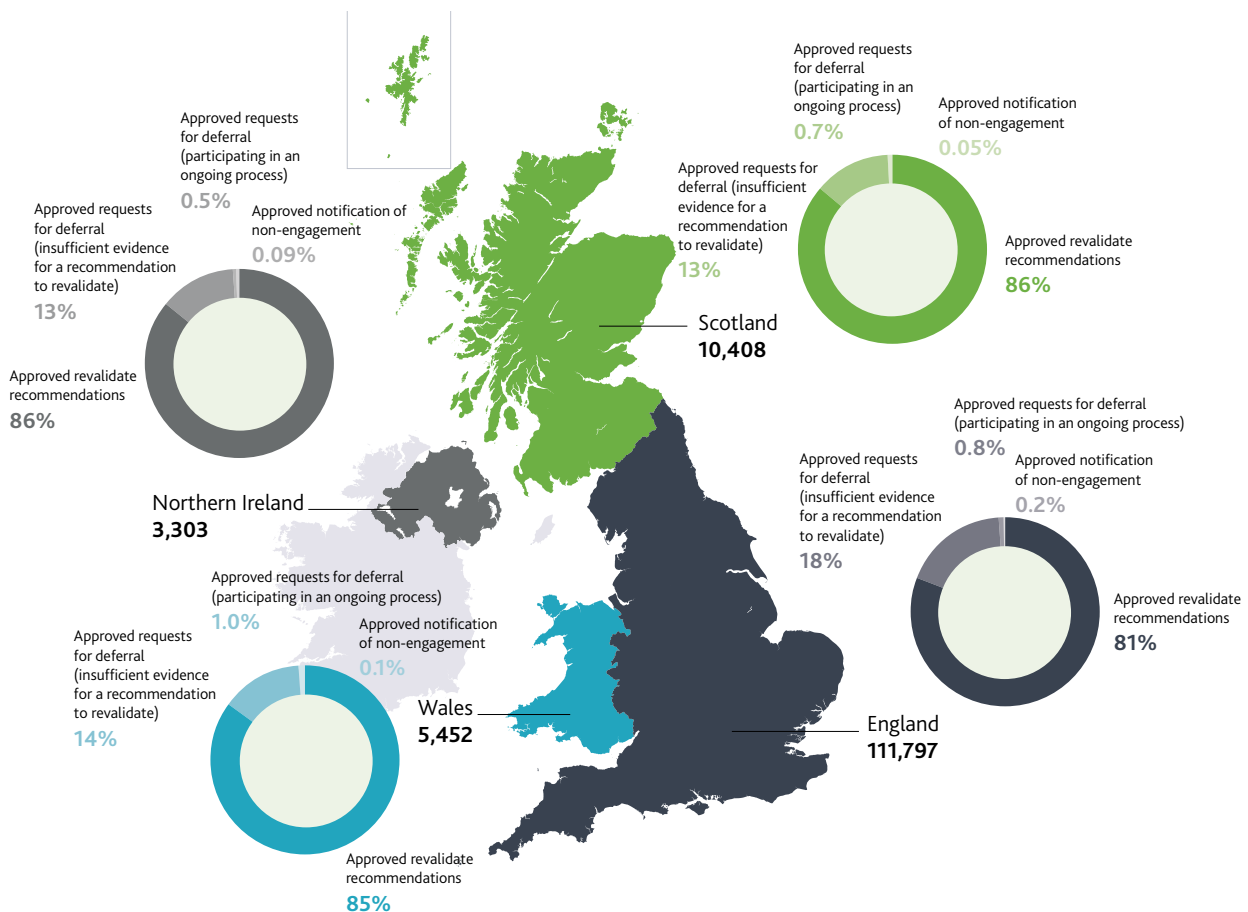 Approved requests
for deferral
(participating in an
ongoing process)
0.7%
Approved notification
of non-engagement
0.05%
Approved requests for
deferral (insufficient
evidence for a
recommendation
to revalidate)
13%
Approved revalidate
recommendations
86%
Scotland
10,408
Approved requests
for deferral
(participating in an
ongoing process)
0.5%
Approved notification of
non-engagement
0.09%
Approved requests
for deferral
(insufficient evidence
for a recommendation
to revalidate)
13%
Approved revalidate
recommendations
86%
Northern Ireland
3,303
Approved requests for deferral
(participating in an ongoing process)
0.8%
Approved notification
of non-engagement
0.2%
Approved requests
for deferral
(insufficient evidence
for a recommendation
to revalidate)
18%
Approved revalidate
recommendations
81%
England
111,797
Approved requests for deferral
(participating in an ongoing process)
1.0%
Approved notification
of non-engagement
0.1%
Approved requests
for deferral
(insufficient evidence
for a recommendation
to revalidate)
14%
Wales
5,452
Approved revalidate
recommendations
85%